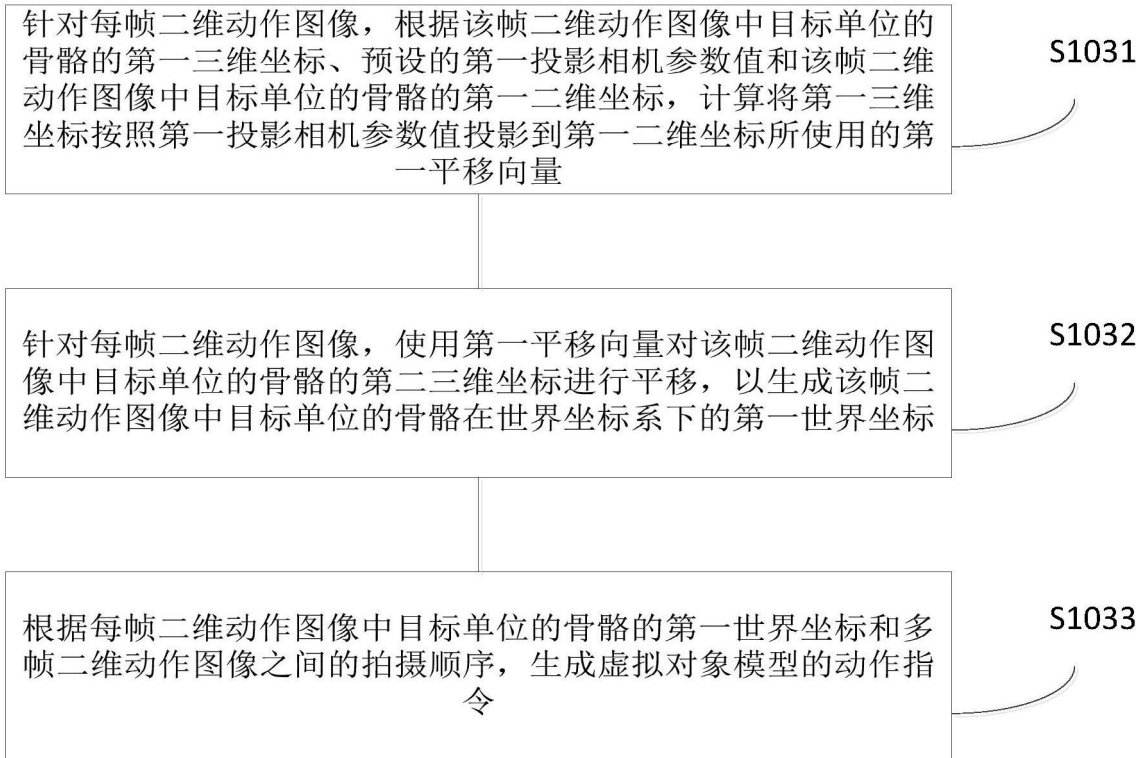 针对每帧二维动作图像，根据该帧二维动作图像中目标单位的
骨骼的第一三维坐标、预设的第一投影相机参数值和该帧二维
动作图像中目标单位的骨骼的第一二维坐标，计算将第一三维
坐标按照第一投影相机参数值投影到第一二维坐标所使用的第
一平移向量
S1031
针对每帧二维动作图像，使用第一平移向量对该帧二维动作图
像中目标单位的骨骼的第二三维坐标进行平移，以生成该帧二
维动作图像中目标单位的骨骼在世界坐标系下的第一世界坐标
S1032
根据每帧二维动作图像中目标单位的骨骼的第一世界坐标和多
帧二维动作图像之间的拍摄顺序，生成虚拟对象模型的动作指
令
S1033